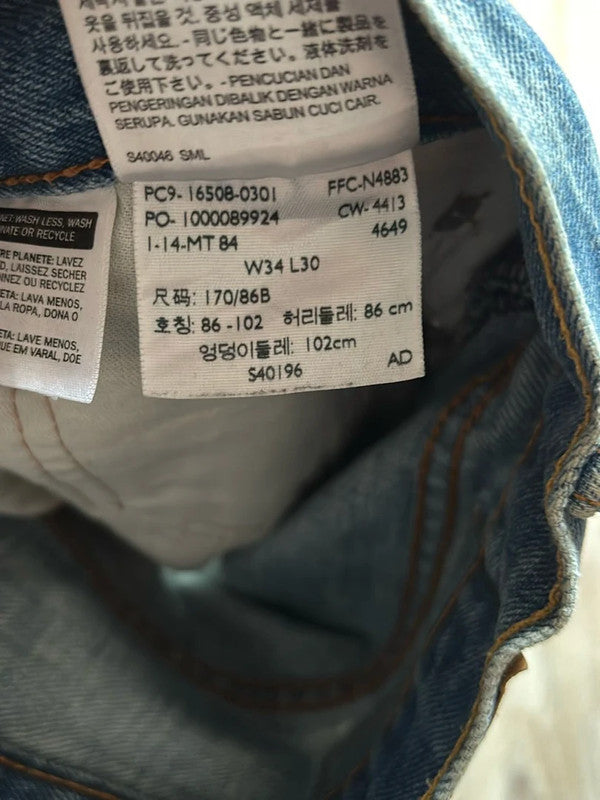 옷을 뒤집을 것. 중성 액체 세제를
사용하세요. - 同じ色物と一緒に製品を
裏返して洗ってください。液体洗剤を
ご使用下さい。- PENCUCIAN DAN
PENGERINGAN DIBALIK DENGAN WARNA
SERUPA. GUNAKAN SABUN CUCI CAIR.
S40046 SML
PC9- 16508-0301 FFC-N4883
PO- 1000089924 CW- 4413
1-14-MT 84 4649
W34 L30
尺码: 170/86B
호칭: 86 -102 허리둘레: 86 cm
엉덩이둘레: 102cm
S40196 AD
NET: WASH LESS, WASH
NATE OR RECYCLE
RE PLANETE: LAVEZ
D, LAISSEZ SECHER
NEZ OU RECYCLEZ
ETA: LAVA MENOS,
LA ROPA, DONA O
ETA: LAVE MENOS,
UE EM VARAL, DOE